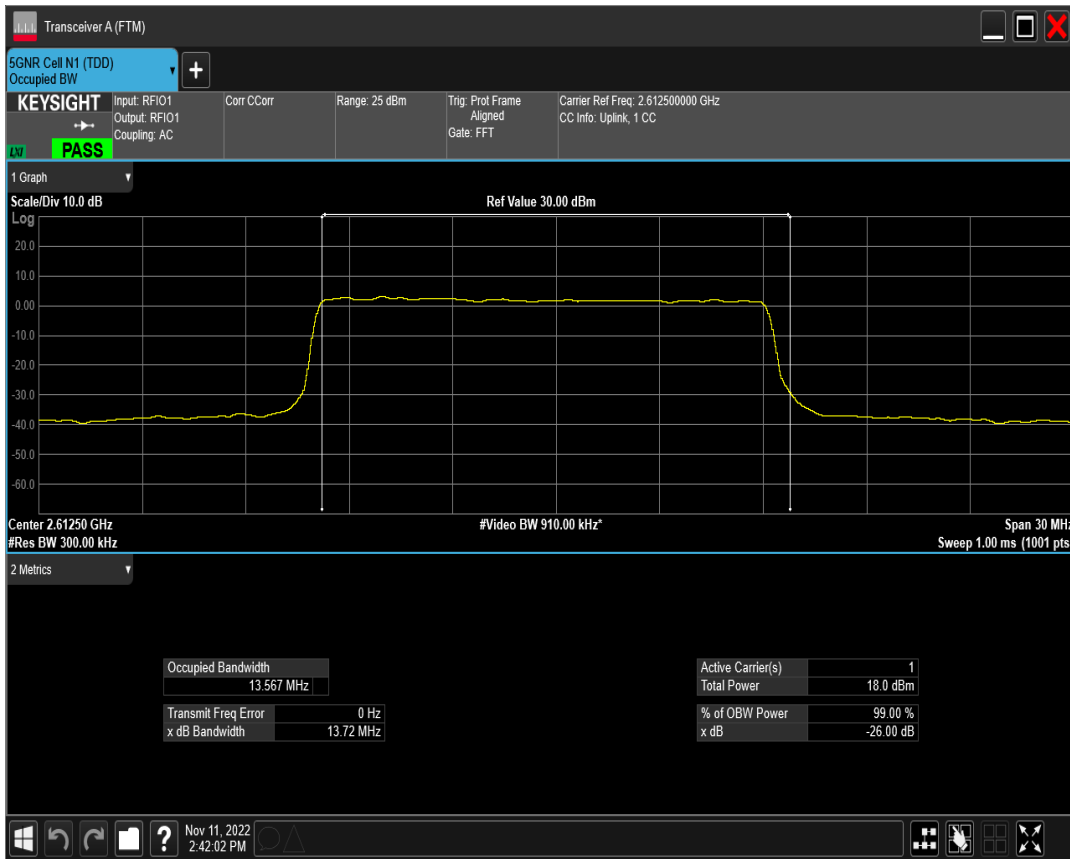 Transceiver A (FTM)
5GNR Cell N1 (TDD)
Occupied BW
KEYSIGHT
LXI
PASS
Input: RFIO1
Output: RFIO1
Coupling: AC
Corr CCorr
Range: 25 dBm
Trig: Prot Frame
Aligned
Gate: FFT
Carrier Ref Freq: 2.612500000 GHz
CC Info: Uplink, 1 CC
1 Graph
Scale/Div 10.0 dB
Ref Value 30.00 dBm
Log
20.0
10.0
0.00
-10.0
-20.0
-30.0
-40.0
-50.0
-60.0
Center 2.61250 GHz
#Video BW 910.00 kHz*
Span 30 MHz
#Res BW 300.00 kHz
Sweep 1.00 ms (1001 pts
2 Metrics
Occupied Bandwidth
13.567 MHz
Transmit Freq Error 0 Hz
x dB Bandwidth 13.72 MHz
Active Carrier(s) 1
Total Power 18.0 dBm
% of OBW Power 99.00 %
x dB -26.00 dB
?
Nov 11, 2022
2:42:02 PM